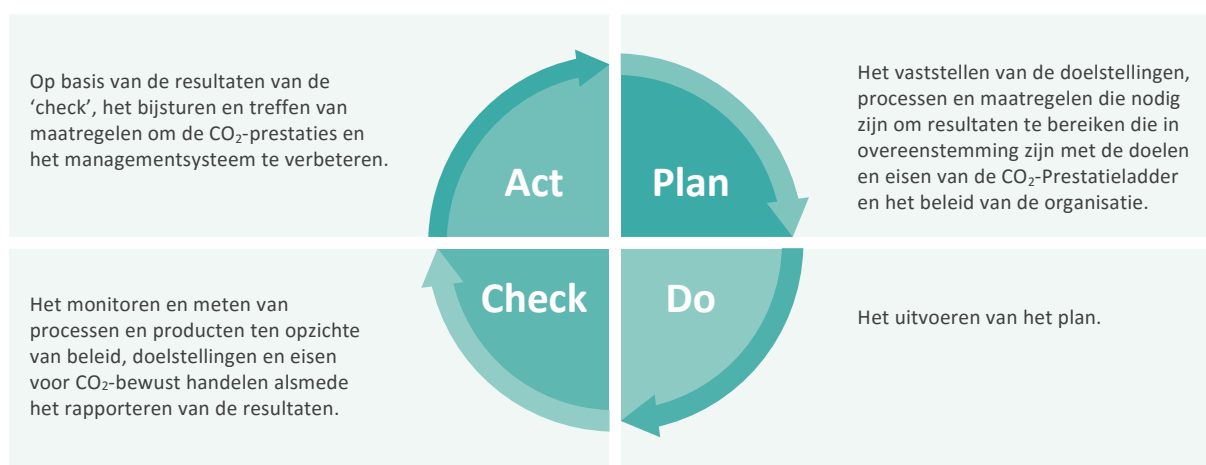 Op basis van de resultaten van de
‘check’, het bijsturen en treffen van
maatregelen om de CO₂-prestaties en
het managementsysteem te verbeteren.
Act
Plan
Het vaststellen van de doelstellingen,
processen en maatregelen die nodig
zijn om resultaten te bereiken die in
overeenstemming zijn met de doelen
en eisen van de CO₂-Prestatieladder
en het beleid van de organisatie.
Het monitoren en meten van
processen en producten ten opzichte
van beleid, doelstellingen en eisen
voor CO₂-bewust handelen alsmede
het rapporteren van de resultaten.
Check
Do
Het uitvoeren van het plan.